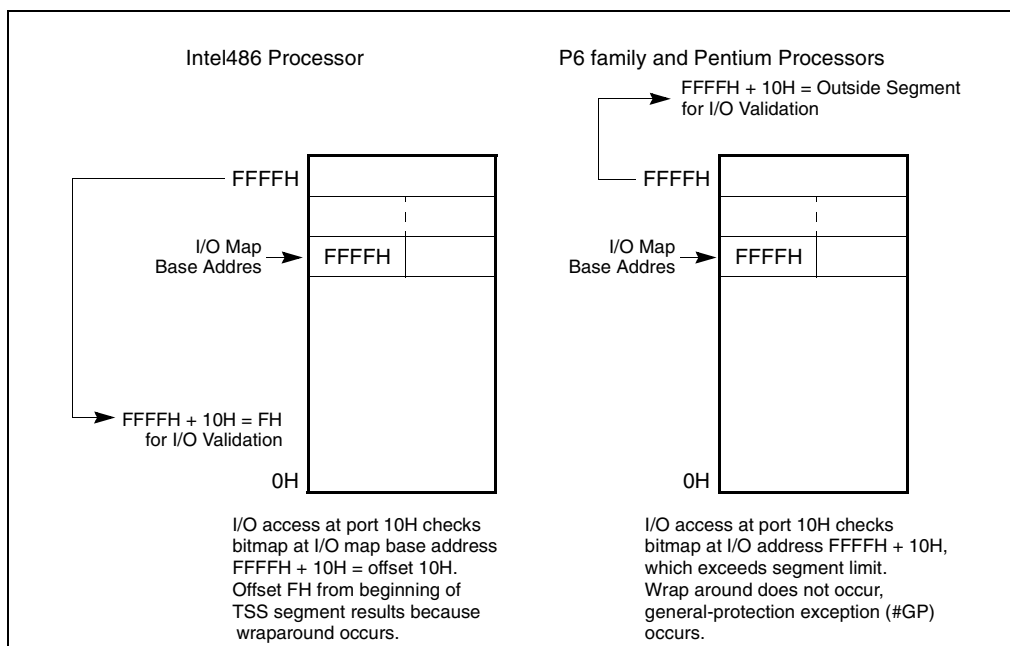 Intel486 Processor
FFFFH
I/O Map
Base Addres
FFFFH
FFFFH + 10H = FH
for I/O Validation
0H
I/O access at port 10H checks
bitmap at I/O map base address
FFFFH + 10H = offset 10H.
Offset FH from beginning of
TSS segment results because
wraparound occurs.
P6 family and Pentium Processors
FFFFH + 10H = Outside Segment
for I/O Validation
FFFFH
I/O Map
Base Addres
FFFFH
0H
I/O access at port 10H checks
bitmap at I/O address FFFFH + 10H,
which exceeds segment limit.
Wrap around does not occur,
general-protection exception (#GP)
occurs.